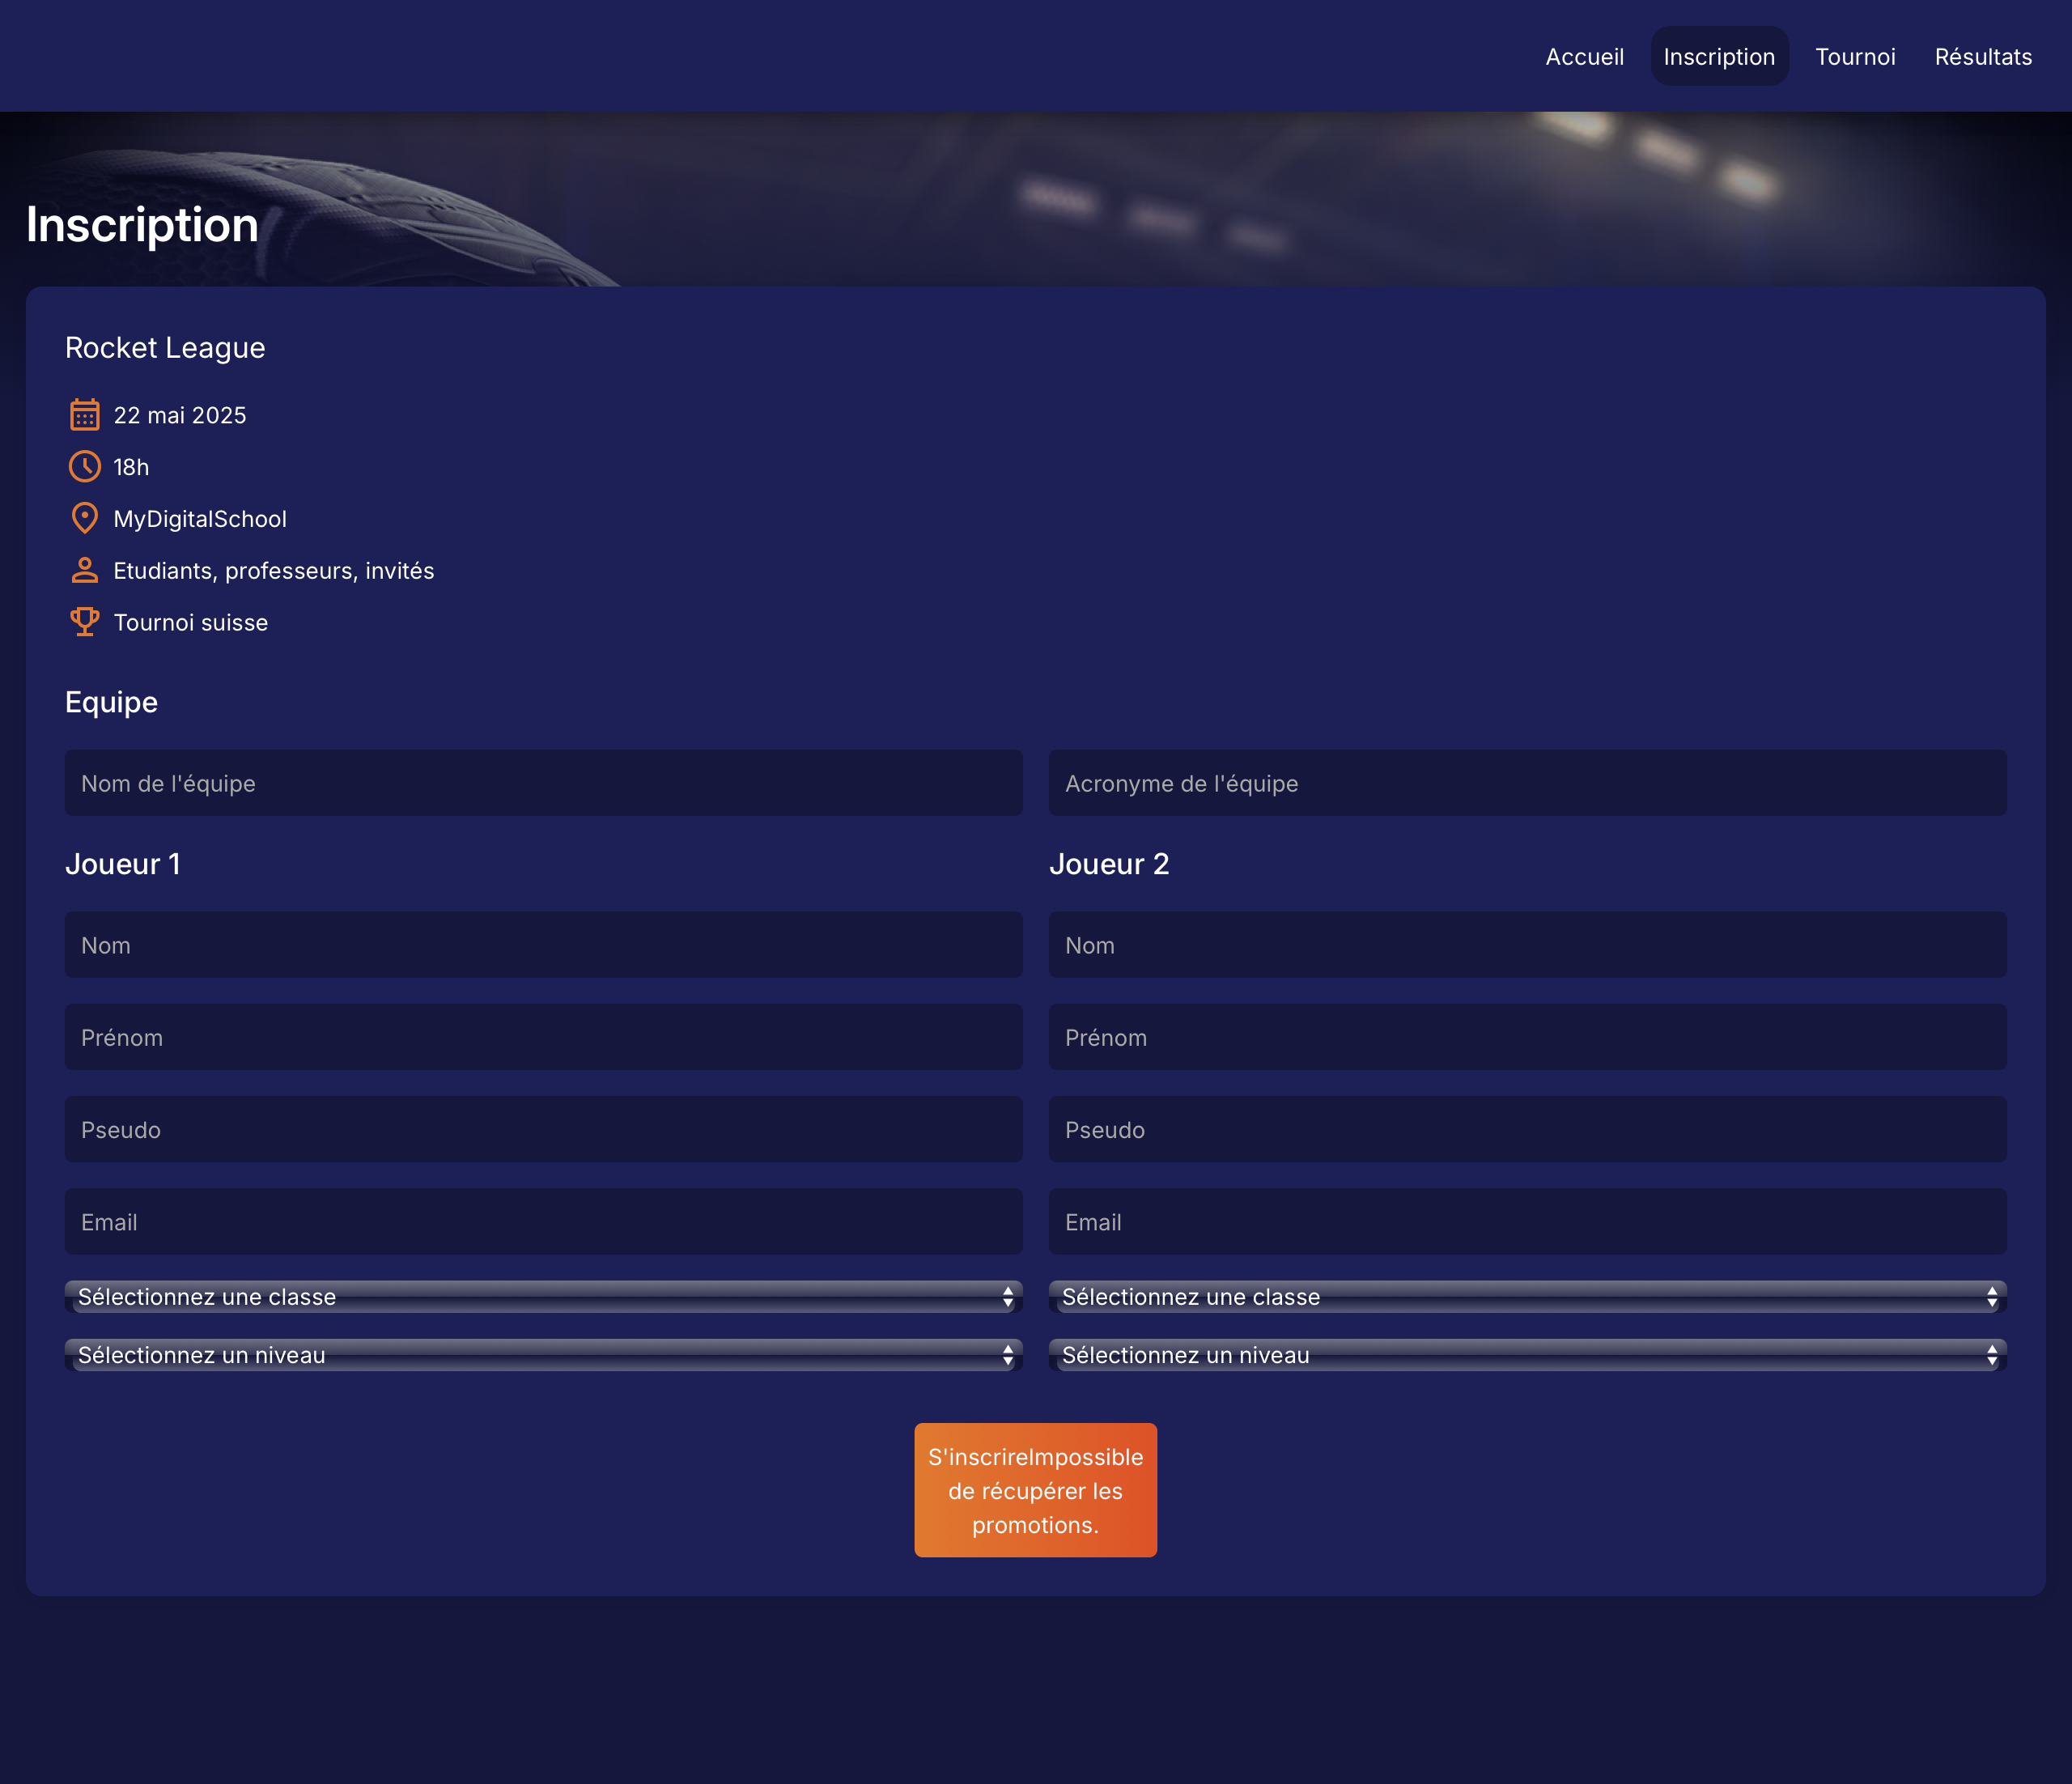 Accueil
Inscription
Tournoi
Résultats
Inscription
Rocket League
22 mai 2025
18h
MyDigitalSchool
Etudiants, professeurs, invités
Tournoi suisse
Equipe
Nom de l'équipe
Acronyme de l'équipe
Joueur 1
Joueur 2
Nom
Nom
Prénom
Prénom
Pseudo
Pseudo
Email
Email
Sélectionnez une classe
Sélectionnez une classe
Sélectionnez un niveau
Sélectionnez un niveau
S'inscrireImpossible
de récupérer les
promotions.